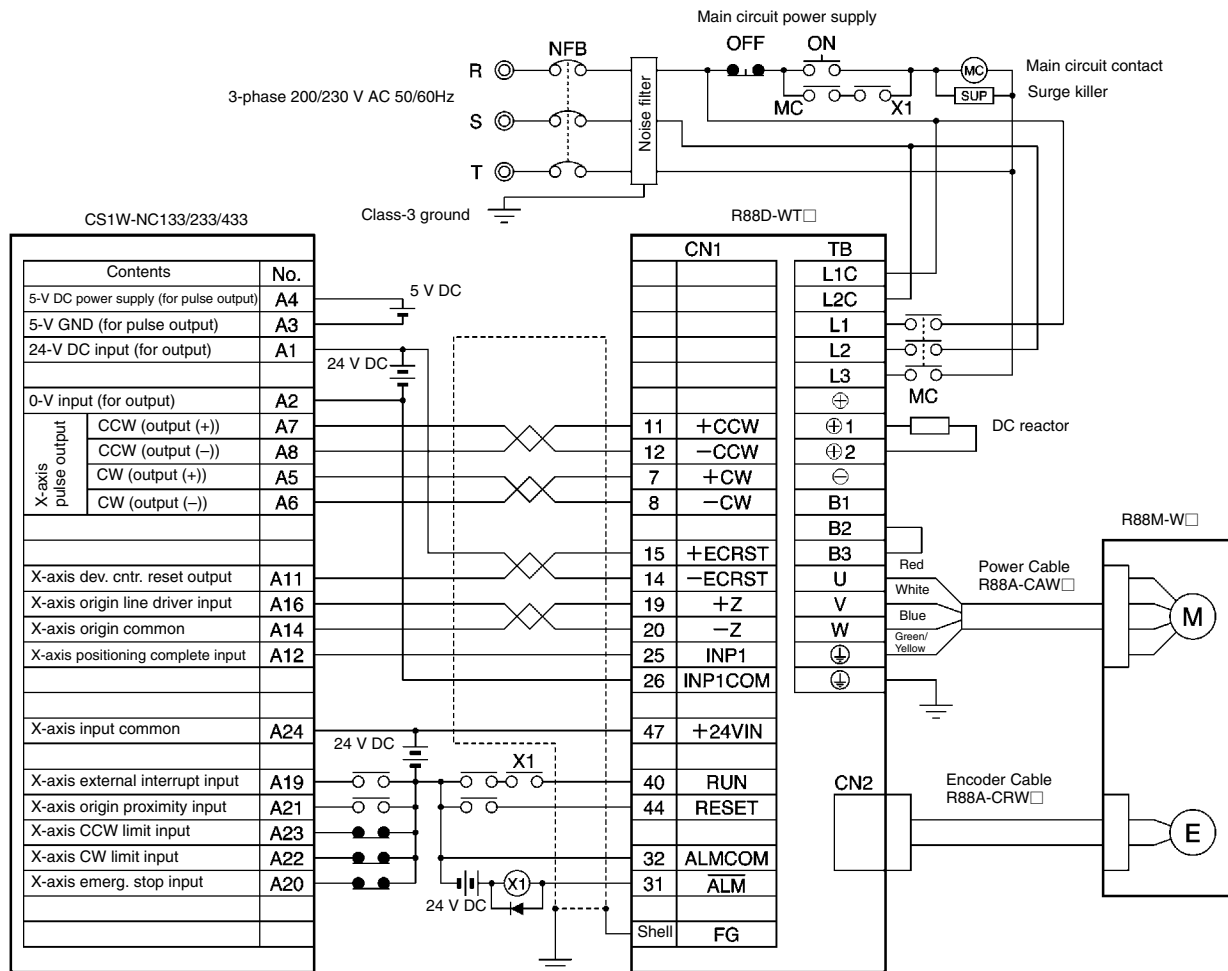 Main circuit power supply
OFF ON
NFB
R
3-phase 200/230 V AC 50/60Hz
S
T
Noise filter
MC X1
MC
SUP
Main circuit contact
Surge killer
Class-3 ground
CS1W-NC133/233/433
Contents No.
5-V DC power supply (for pulse output) A4
5-V GND (for pulse output) A3
24-V DC input (for output) A1
0-V input (for output) A2
X-axis pulse output
CCW (output (+)) A7
CCW (output (–)) A8
CW (output (+)) A5
CW (output (–)) A6
X-axis dev. cntr. reset output A11
X-axis origin line driver input A16
X-axis origin common A14
X-axis positioning complete input A12
X-axis input common A24
X-axis external interrupt input A19
X-axis origin proximity input A21
X-axis CCW limit input A23
X-axis CW limit input A22
X-axis emerg. stop input A20
5 V DC
24 V DC
24 V DC
X1
X1
24 V DC
R88D-WT□
CN1
11 +CCW
12 −CCW
7 +CW
8 −CW
15 +ECRST
14 −ECRST
19 +Z
20 −Z
25 INP1
26 INP1COM
47 +24VIN
40 RUN
44 RESET
32 ALMCOM
31 ALM
Shell FG
TB
L1C
L2C
L1
L2
L3
⊕
⊕1
⊕2
⊖
B1
B2
B3
U
V
W
CN2
MC
DC reactor
Red
White
Blue
Green/
Yellow
Power Cable
R88A-CAW□
Encoder Cable
R88A-CRW□
R88M-W□
M
E